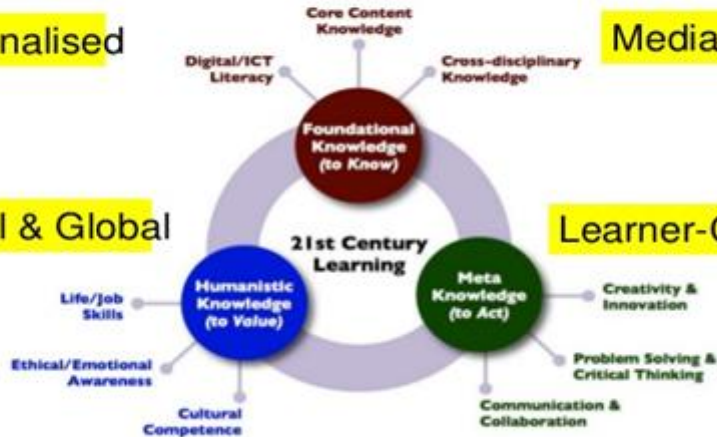 Core Content
Knowledge
nalised
Media
Digital/ICT
Literacy
Cross-disciplinary
Knowledge
Foundational
Knowledge
(to Know)
l & Global
Learner-
21st Century
Learning
Humanistic
Knowledge
(to Value)
Meta
Knowledge
(to Act)
Life/Job
Skills
Creativity &
Innovation
Ethical/Emotional
Awareness
Problem Solving &
Critical Thinking
Cultural
Competence
Communication &
Collaboration